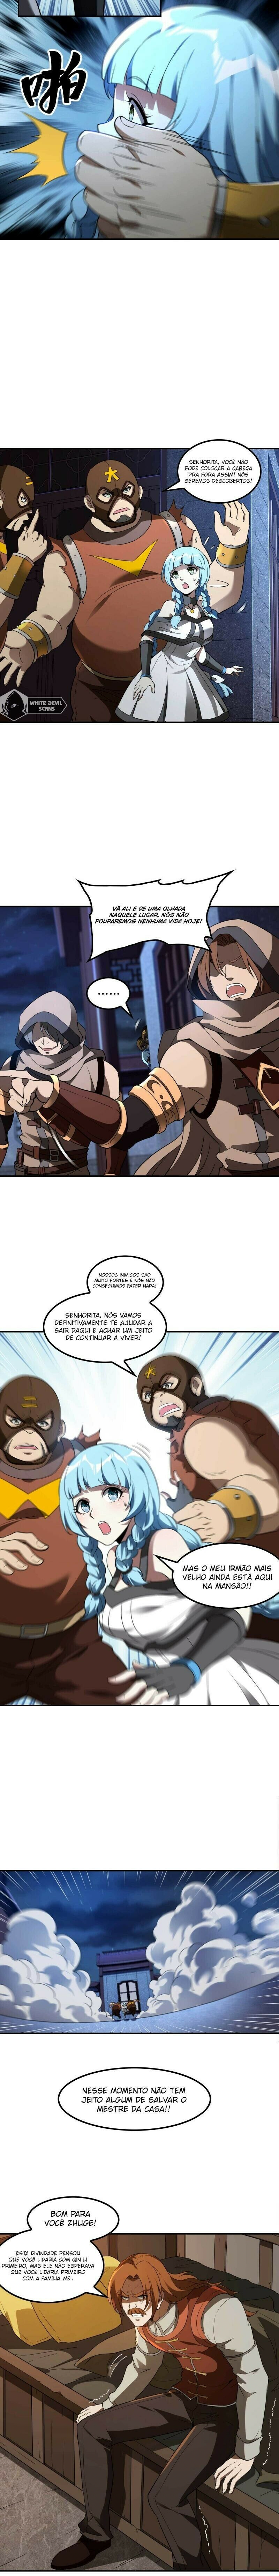 啪
SENHORITA, VOCÊ NÃO
PODE COLOCAR A CABEÇA
PRA FORA ASSIM! NÓS
SEREMOS DESCOBERTOS!
WHITE DEVIL
SCANS
VÁ ALI E DE UMA OLHADA
NAQUELE LUGAR, NÓS NÃO
POUPAREMOS NENHUMA VIDA HOJE!
......
NOSSOS INIMIGOS SÃO
MUITO FORTES E NÓS NÃO
CONSEGUIMOS FAZER NADA!
SENHORITA, NÓS VAMOS
DEFINITIVAMENTE TE AJUDAR A
SAIR DAQUI E ACHAR UM JEITO
DE CONTINUAR A VIVER!
MAS O MEU IRMÃO MAIS
VELHO AINDA ESTÁ AQUI
NA MANSÃO!!
NESSE MOMENTO NÃO TEM
JEITO ALGUM DE SALVAR O
MESTRE DA CASA!!
BOM PARA
VOCÊ ZHUGE!
ESTA DIVINDADE PENSOU
QUE VOCÊ LIDARIA COM QIN LI
PRIMEIRO, MAS ELE NÃO ESPERAVA
QUE VOCÊ LIDARIA PRIMEIRO
COM A FAMÍLIA WEI.